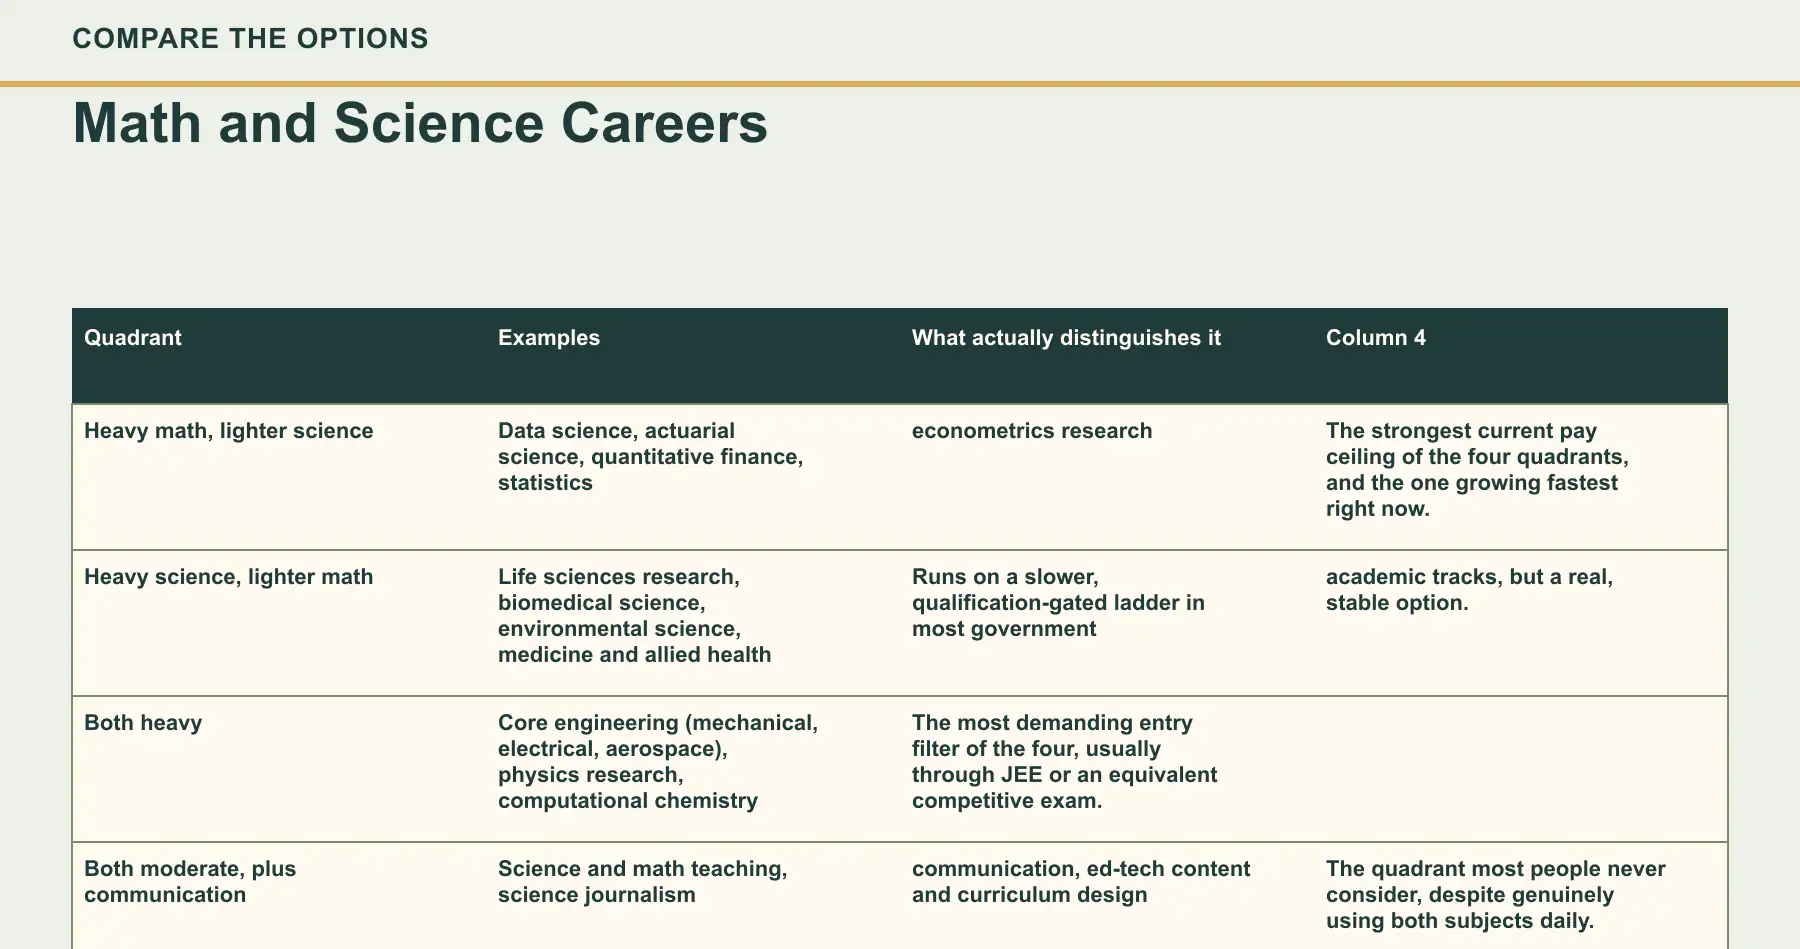 COMPARE THE OPTIONS
Math and Science Careers
Quadrant
Examples
What actually distinguishes it
Column 4
Heavy math, lighter science
Data science, actuarial
science, quantitative finance,
statistics
econometrics research
The strongest current pay
ceiling of the four quadrants,
and the one growing fastest
right now.
Heavy science, lighter math
Life sciences research,
biomedical science,
environmental science,
medicine and allied health
Runs on a slower,
qualification-gated ladder in
most government
academic tracks, but a real,
stable option.
Both heavy
Core engineering (mechanical,
electrical, aerospace),
physics research,
computational chemistry
The most demanding entry
filter of the four, usually
through JEE or an equivalent
competitive exam.
Both moderate, plus
communication
Science and math teaching,
science journalism
communication, ed-tech content
and curriculum design
The quadrant most people never
consider, despite genuinely
using both subjects daily.